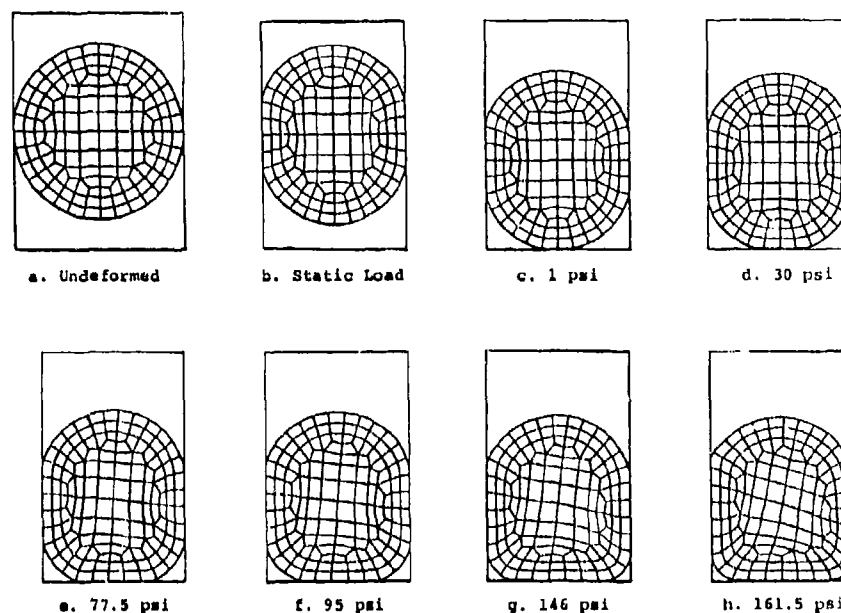 a. Undeformed
b. Static Load
c. 1 psi
d. 30 psi
e. 77.5 psi
f. 95 psi
g. 146 psi
h. 161.5 psi